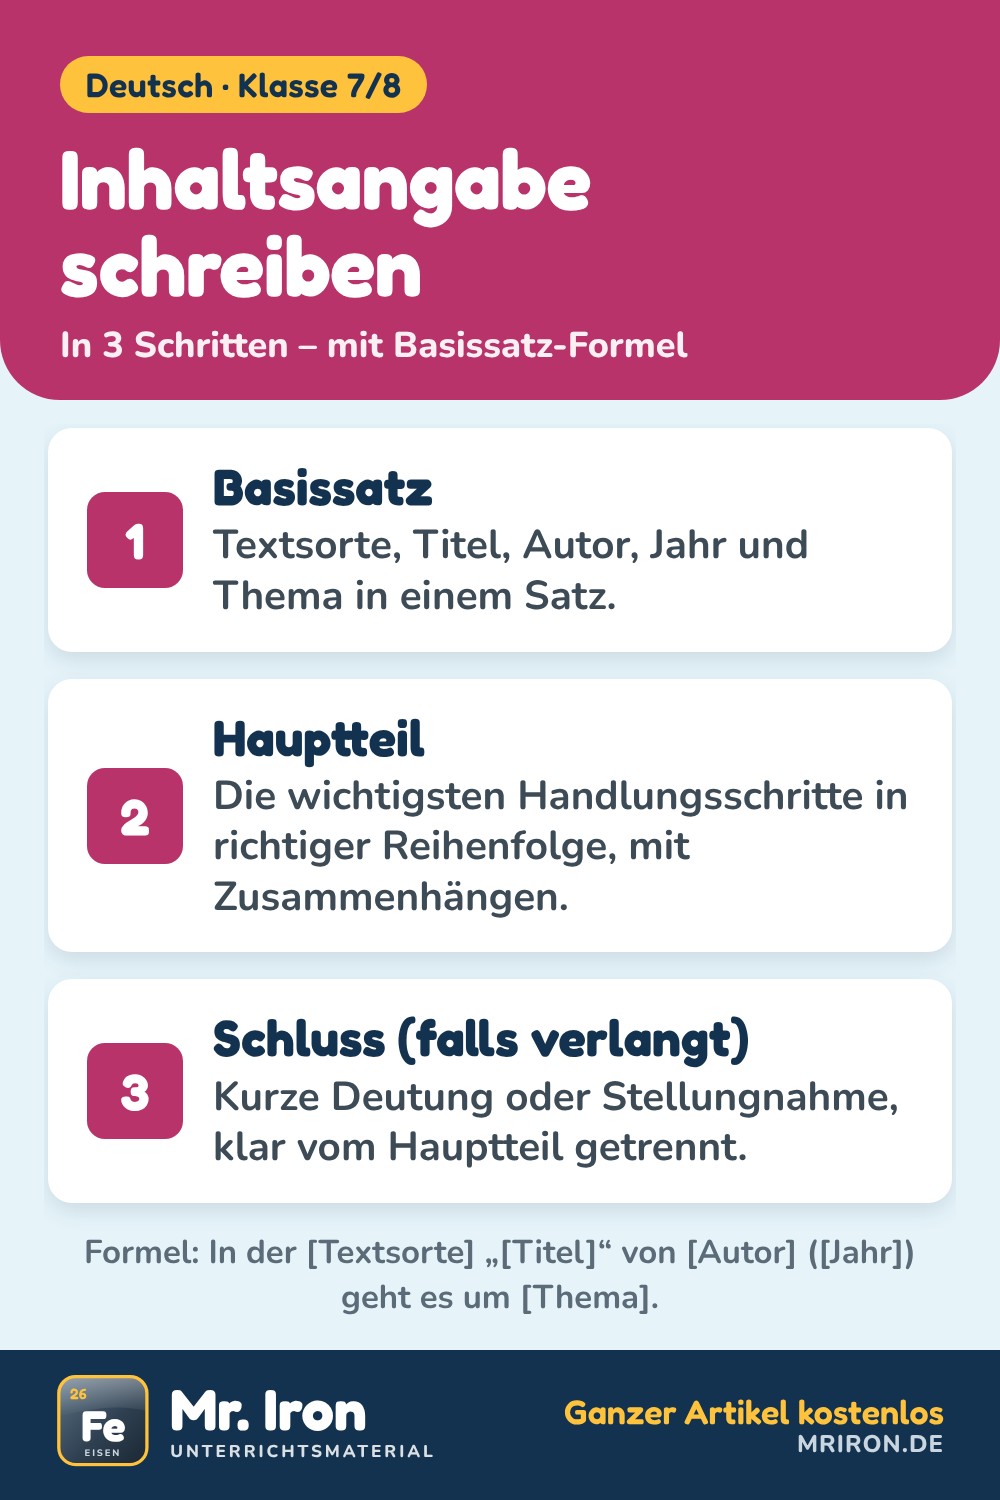 Deutsch · Klasse 7/8
Inhaltsangabe
schreiben
In 3 Schritten – mit Basissatz-Formel
1
Basissatz
Textsorte, Titel, Autor, Jahr und
Thema in einem Satz.
2
Hauptteil
Die wichtigsten Handlungsschritte in
richtiger Reihenfolge, mit
Zusammenhängen.
3
Schluss (falls verlangt)
Kurze Deutung oder Stellungnahme,
klar vom Hauptteil getrennt.
Formel: In der [Textsorte] „[Titel]“ von [Autor] ([Jahr])
geht es um [Thema].
26
Fe
EISEN
Mr. Iron
UNTERRICHTSMATERIAL
Ganzer Artikel kostenlos
MRIRON.DE